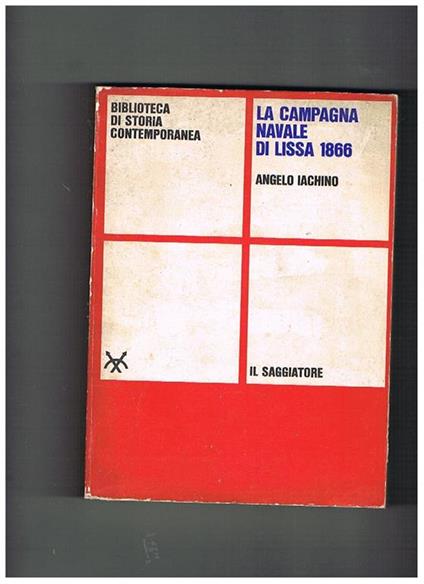 BIBLIOTECA
DI STORIA
CONTEMPORANEA
LA CAMPAGNA
NAVALE
DI LISSA 1866
ANGELO IACHINO
IL SAGGIATORE